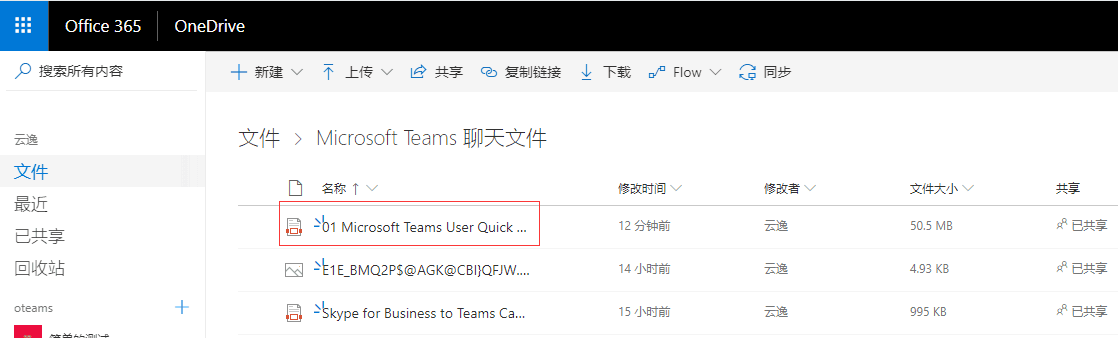 Office 365 OneDrive
搜索所有内容 新建 上传 共享 复制链接 下载 Flow 同步
云逸
文件
最近
已共享
回收站
oteams
简单的测试
文件 > Microsoft Teams 聊天文件
名称 修改时间 修改者 文件大小 共享
01 Microsoft Teams User Quick ... 12 分钟前 云逸 50.5 MB 已共享
E1E_BMQ2P$@AGK@CBI}QFJW.... 14 小时前 云逸 4.93 KB 已共享
Skype for Business to Teams Ca... 15 小时前 云逸 995 KB 已共享